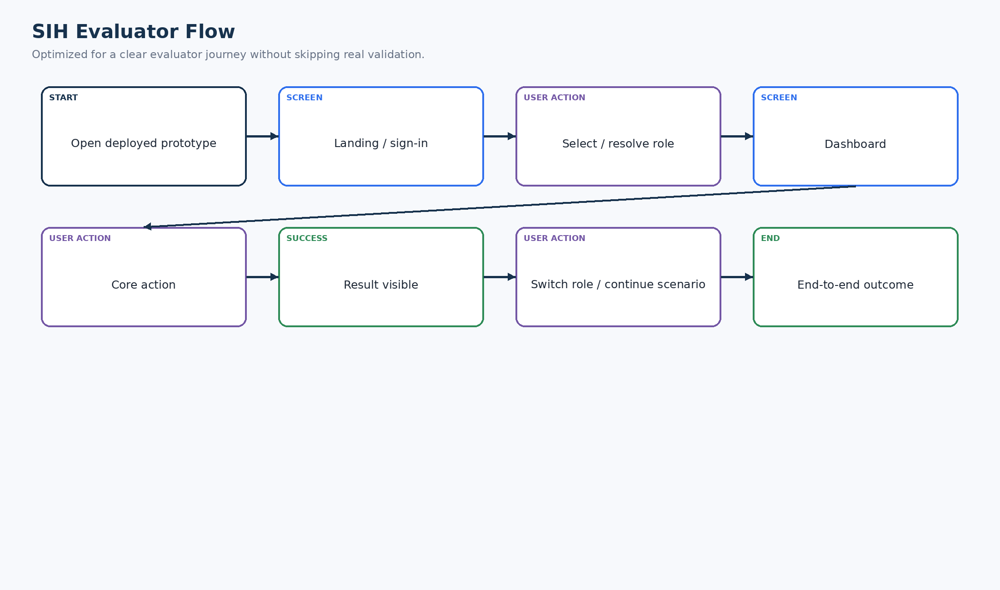 SIH Evaluator Flow
Optimized for a clear evaluator journey without skipping real validation.
START
Open deployed prototype
SCREEN
Landing / sign-in
USER ACTION
Select / resolve role
SCREEN
Dashboard
USER ACTION
Core action
SUCCESS
Result visible
USER ACTION
Switch role / continue scenario
END
End-to-end outcome